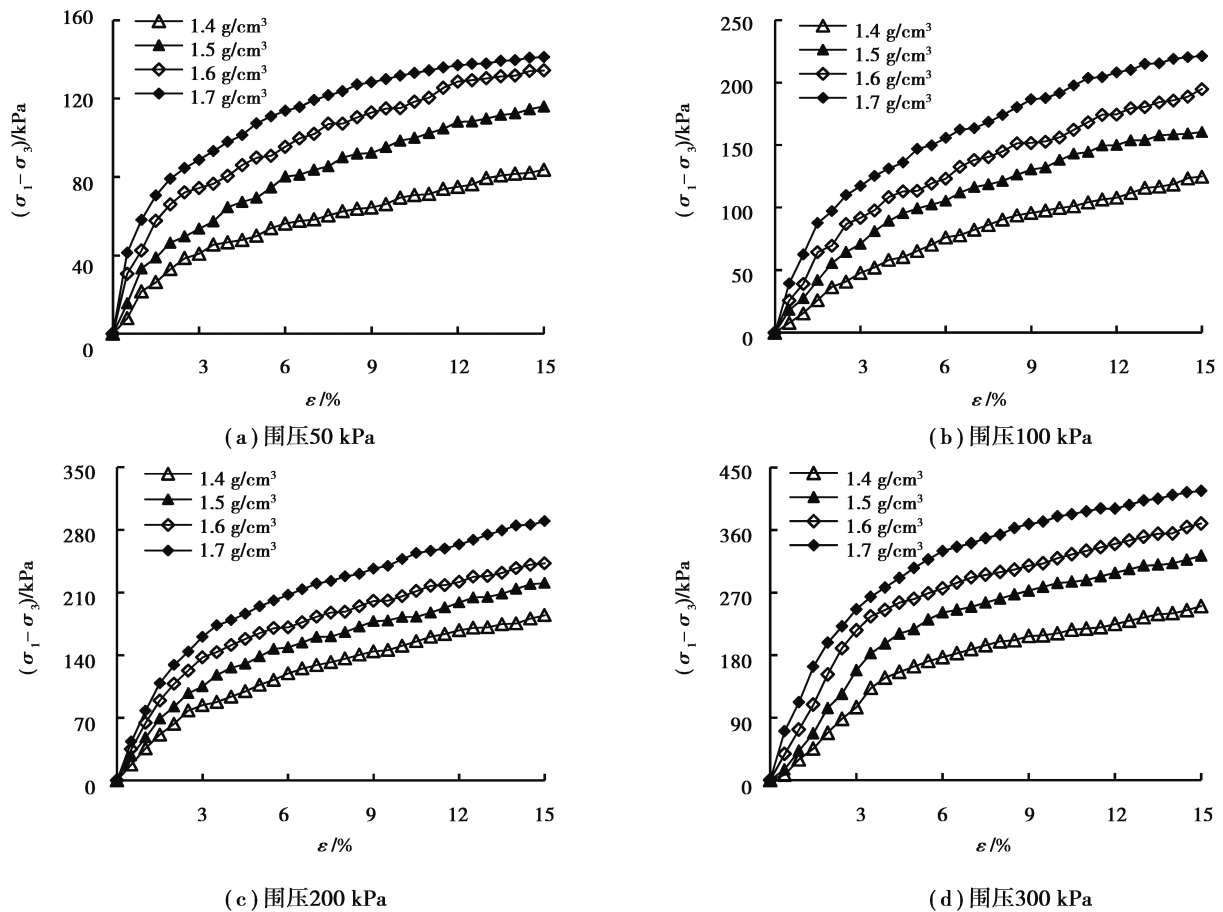 160
120
80
40
0
(σ₁−σ₃)/kPa
1.4 g/cm³
1.5 g/cm³
1.6 g/cm³
1.7 g/cm³
3 6 9 12 15
ε/%
(a)围压50 kPa
250
200
150
100
50
0
(σ₁−σ₃)/kPa
1.4 g/cm³
1.5 g/cm³
1.6 g/cm³
1.7 g/cm³
3 6 9 12 15
ε/%
(b)围压100 kPa
350
280
210
140
70
0
(σ₁−σ₃)/kPa
1.4 g/cm³
1.5 g/cm³
1.6 g/cm³
1.7 g/cm³
3 6 9 12 15
ε/%
(c)围压200 kPa
450
360
270
180
90
0
(σ₁−σ₃)/kPa
1.4 g/cm³
1.5 g/cm³
1.6 g/cm³
1.7 g/cm³
3 6 9 12 15
ε/%
(d)围压300 kPa